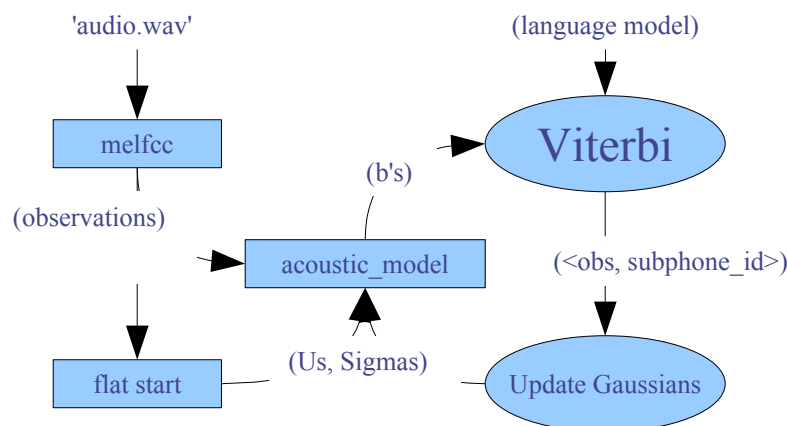 'audio.wav'
(language model)
melfcc
Viterbi
(b's)
(observations)
acoustic_model
(<obs, subphone_id>)
(Us, Sigmas)
flat start
Update Gaussians